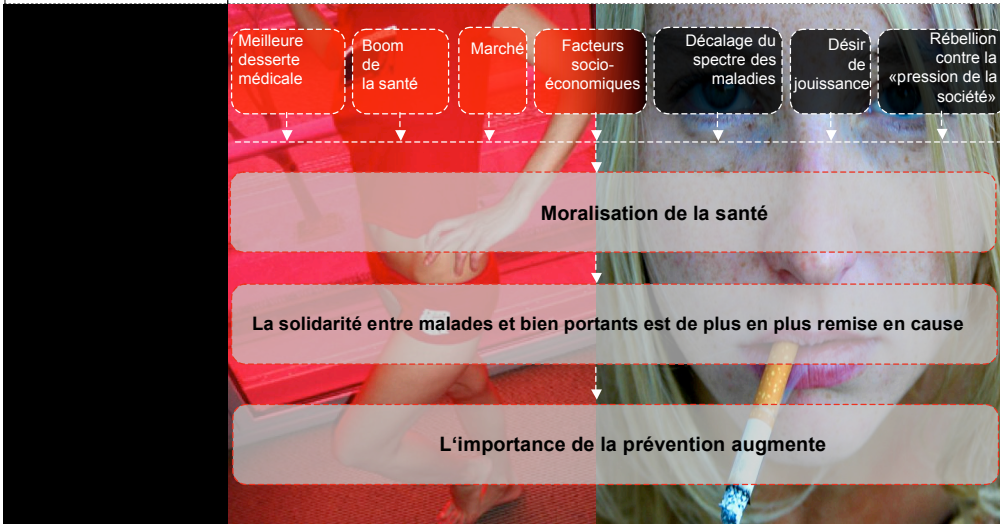 Meilleure
desserte
médicale
Boom
de
la santé
Marché
Facteurs
socio-
économiques
Décalage du
spectre des
maladies
Désir
de
jouissance
Rébellion
contre la
«pression de la
société»
Moralisation de la santé
La solidarité entre malades et bien portants est de plus en plus remise en cause
L‘importance de la prévention augmente